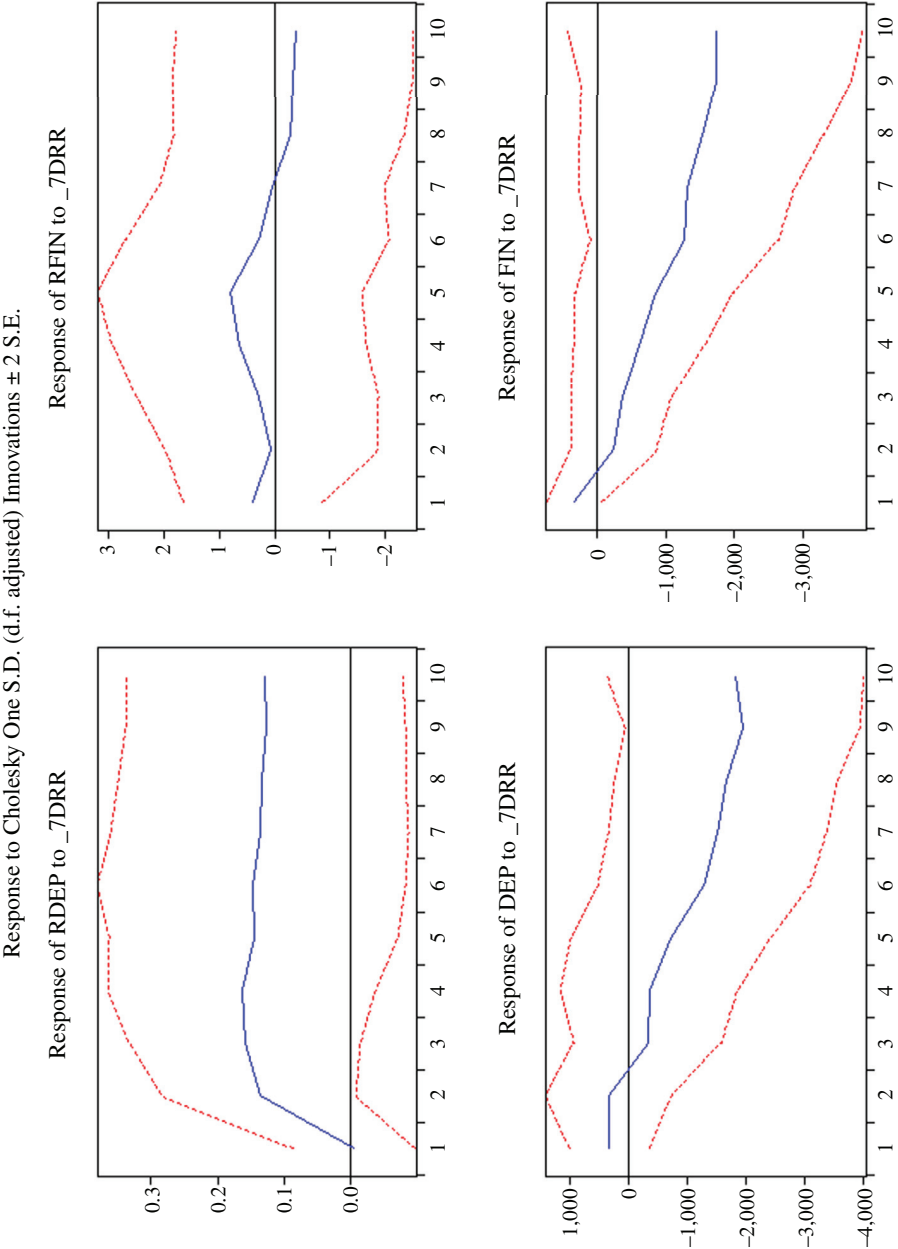 Response to Cholesky One S.D. (d.f. adjusted) Innovations ± 2 S.E.
Response of RDEP to _7DRR
0.3
0.2
0.1
0.0
1 2 3 4 5 6 7 8 9 10
Response of RFIN to _7DRR
3
2
1
0
−1
−2
1 2 3 4 5 6 7 8 9 10
Response of DEP to _7DRR
1,000
0
−1,000
−2,000
−3,000
−4,000
1 2 3 4 5 6 7 8 9 10
Response of FIN to _7DRR
0
−1,000
−2,000
−3,000
1 2 3 4 5 6 7 8 9 10